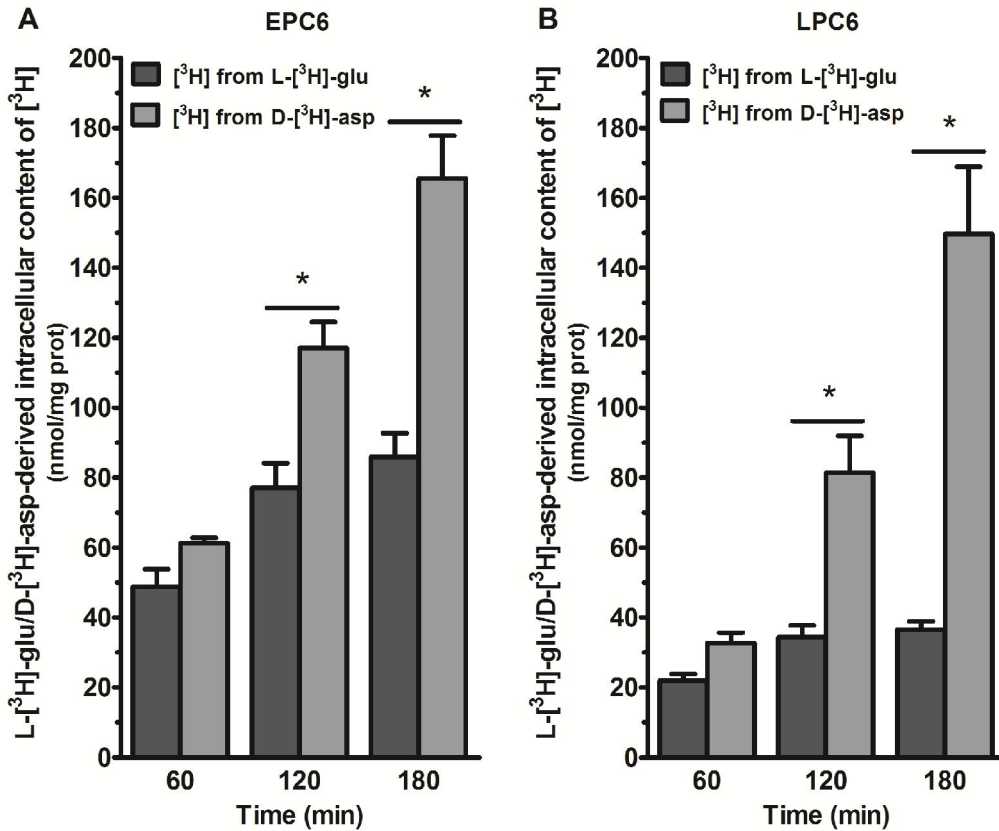 A
EPC6
L-[³H]-glu/D-[³H]-asp-derived intracellular content of [³H]
(nmol/mg prot)
200
180
160
140
120
100
80
60
40
20
0
[³H] from L-[³H]-glu
[³H] from D-[³H]-asp
*
*
60 120 180
Time (min)
B
LPC6
L-[³H]-glu/D-[³H]-asp-derived intracellular content of [³H]
(nmol/mg prot)
200
180
160
140
120
100
80
60
40
20
0
[³H] from L-[³H]-glu
[³H] from D-[³H]-asp
*
*
60 120 180
Time (min)